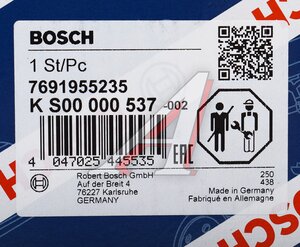 BOSCH
1 St/Pc
7691955235
K S00 000 537 -002
4 047025 445535
EAC
BOSCH
Robert Bosch GmbH
Auf der Breit 4
76227 Karlsruhe
GERMANY
250
438
Made in Germany
Fabriqué en Allemagne